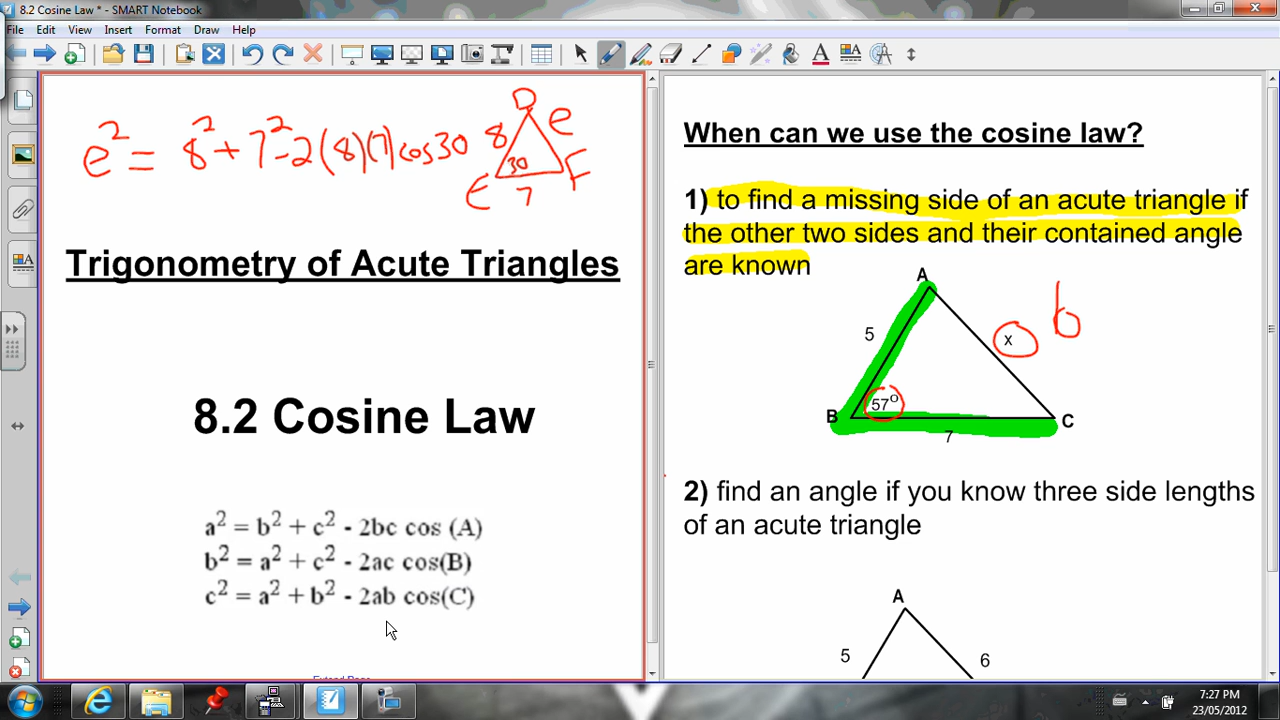 8.2 Cosine Law * - SMART Notebook
File Edit View Insert Format Draw Help
e² = 8² + 7² - 2(8)(7)cos30
D
8 e
30
E 7 F
Trigonometry of Acute Triangles
8.2 Cosine Law
a² = b² + c² - 2bc cos (A)
b² = a² + c² - 2ac cos(B)
c² = a² + b² - 2ab cos(C)
Extend Page
When can we use the cosine law?
1) to find a missing side of an acute triangle if
the other two sides and their contained angle
are known
A
5 x b
57°
B C
7
2) find an angle if you know three side lengths
of an acute triangle
A
5 6
7:27 PM
23/05/2012